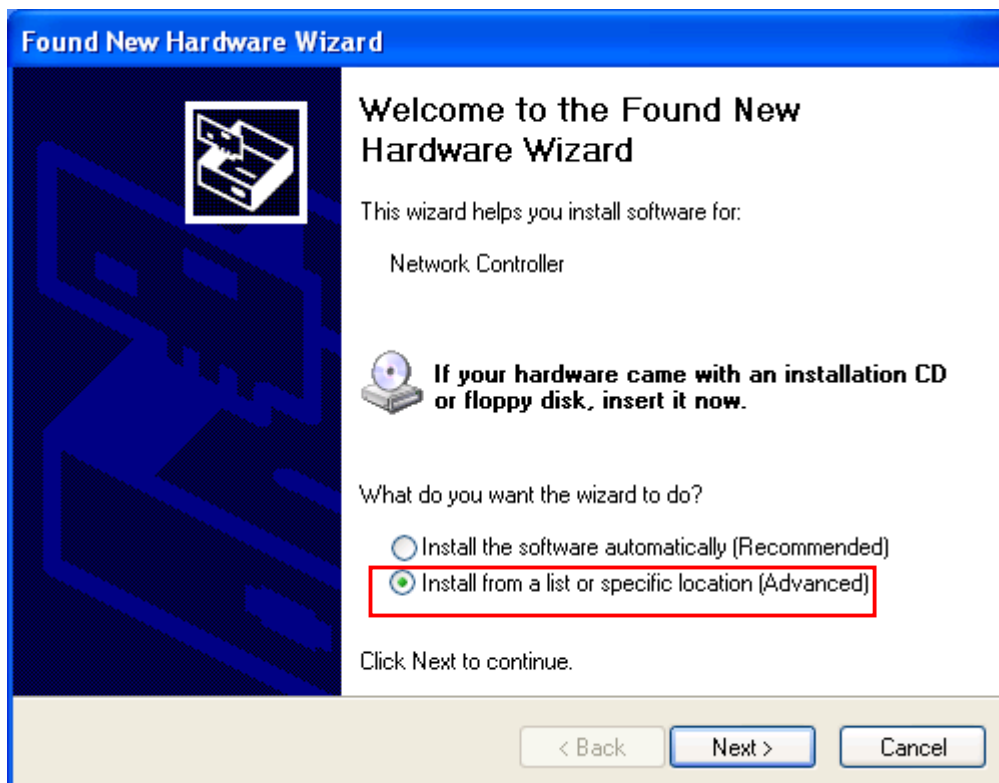 Found New Hardware Wizard
Welcome to the Found New
Hardware Wizard
This wizard helps you install software for:
Network Controller
If your hardware came with an installation CD
or floppy disk, insert it now.
What do you want the wizard to do?
Install the software automatically (Recommended)
Install from a list or specific location (Advanced)
Click Next to continue.
< Back Next > Cancel